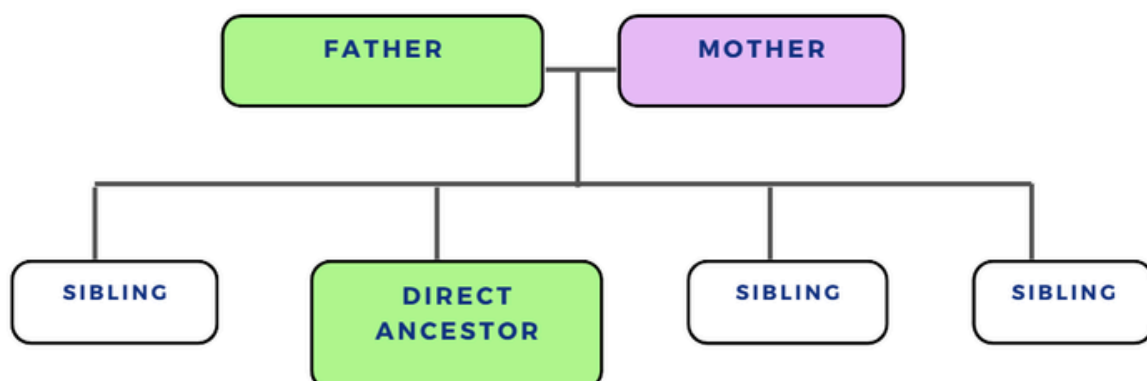 FATHER
MOTHER
SIBLING
DIRECT
ANCESTOR
SIBLING
SIBLING